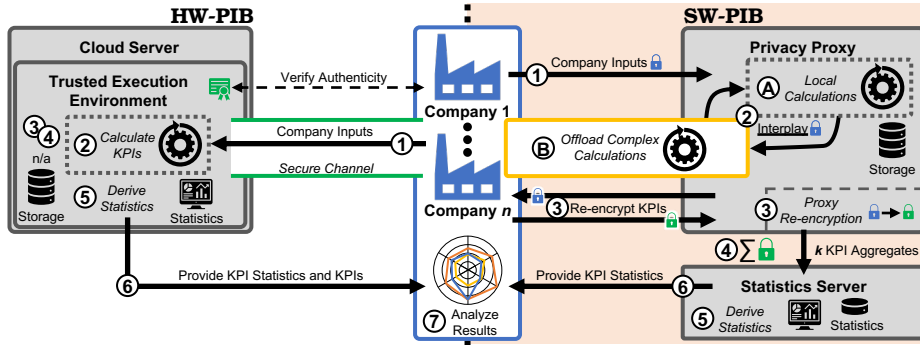 HW-PIB
SW-PIB
Cloud Server
Trusted Execution
Environment
Verify Authenticity
3
4
n/a
2
Calculate
KPIs
Company Inputs
1
Secure Channel
5
Derive
Statistics
Storage
Statistics
6
Provide KPI Statistics and KPIs
Company 1
Company n
7
Analyze
Results
1
Company Inputs
Privacy Proxy
A
Local
Calculations
2
Interplay
B
Offload Complex
Calculations
Storage
3
Re-encrypt KPIs
3
Proxy
Re-encryption
4
Σ
k KPI Aggregates
Provide KPI Statistics
6
Statistics Server
5
Derive
Statistics
Statistics